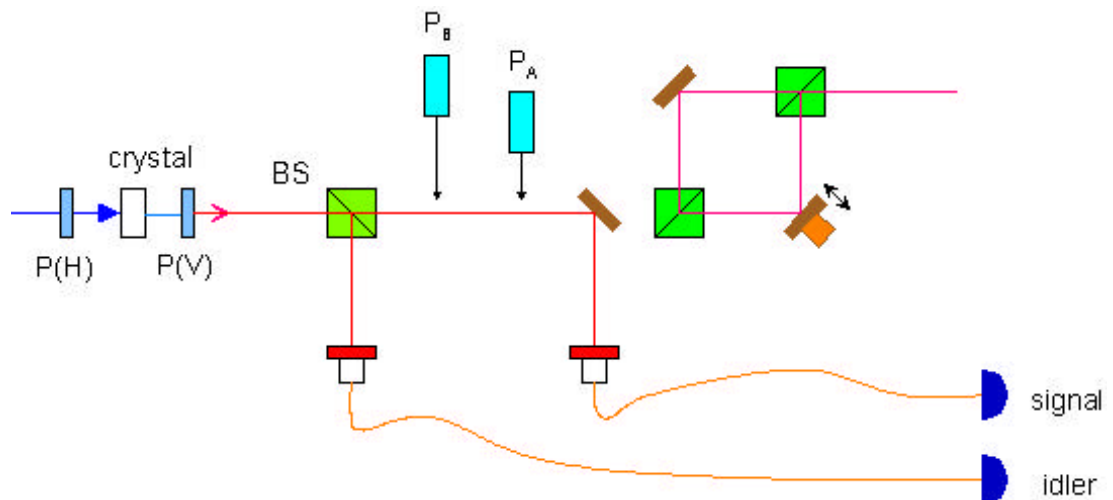 P_B
P_A
crystal
BS
P(H)
P(V)
signal
idler